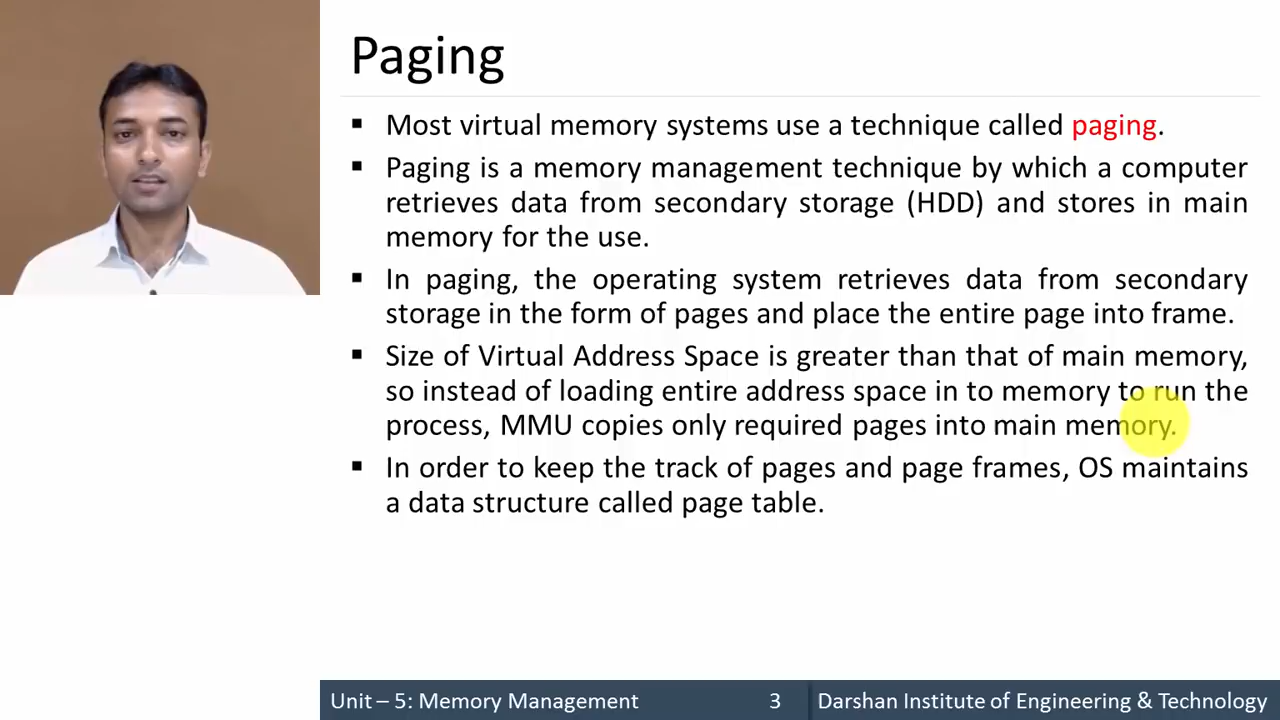 Paging
Most virtual memory systems use a technique called paging.
Paging is a memory management technique by which a computer
retrieves data from secondary storage (HDD) and stores in main
memory for the use.
In paging, the operating system retrieves data from secondary
storage in the form of pages and place the entire page into frame.
Size of Virtual Address Space is greater than that of main memory,
so instead of loading entire address space in to memory to run the
process, MMU copies only required pages into main memory.
In order to keep the track of pages and page frames, OS maintains
a data structure called page table.
Unit – 5: Memory Management 3 Darshan Institute of Engineering & Technology